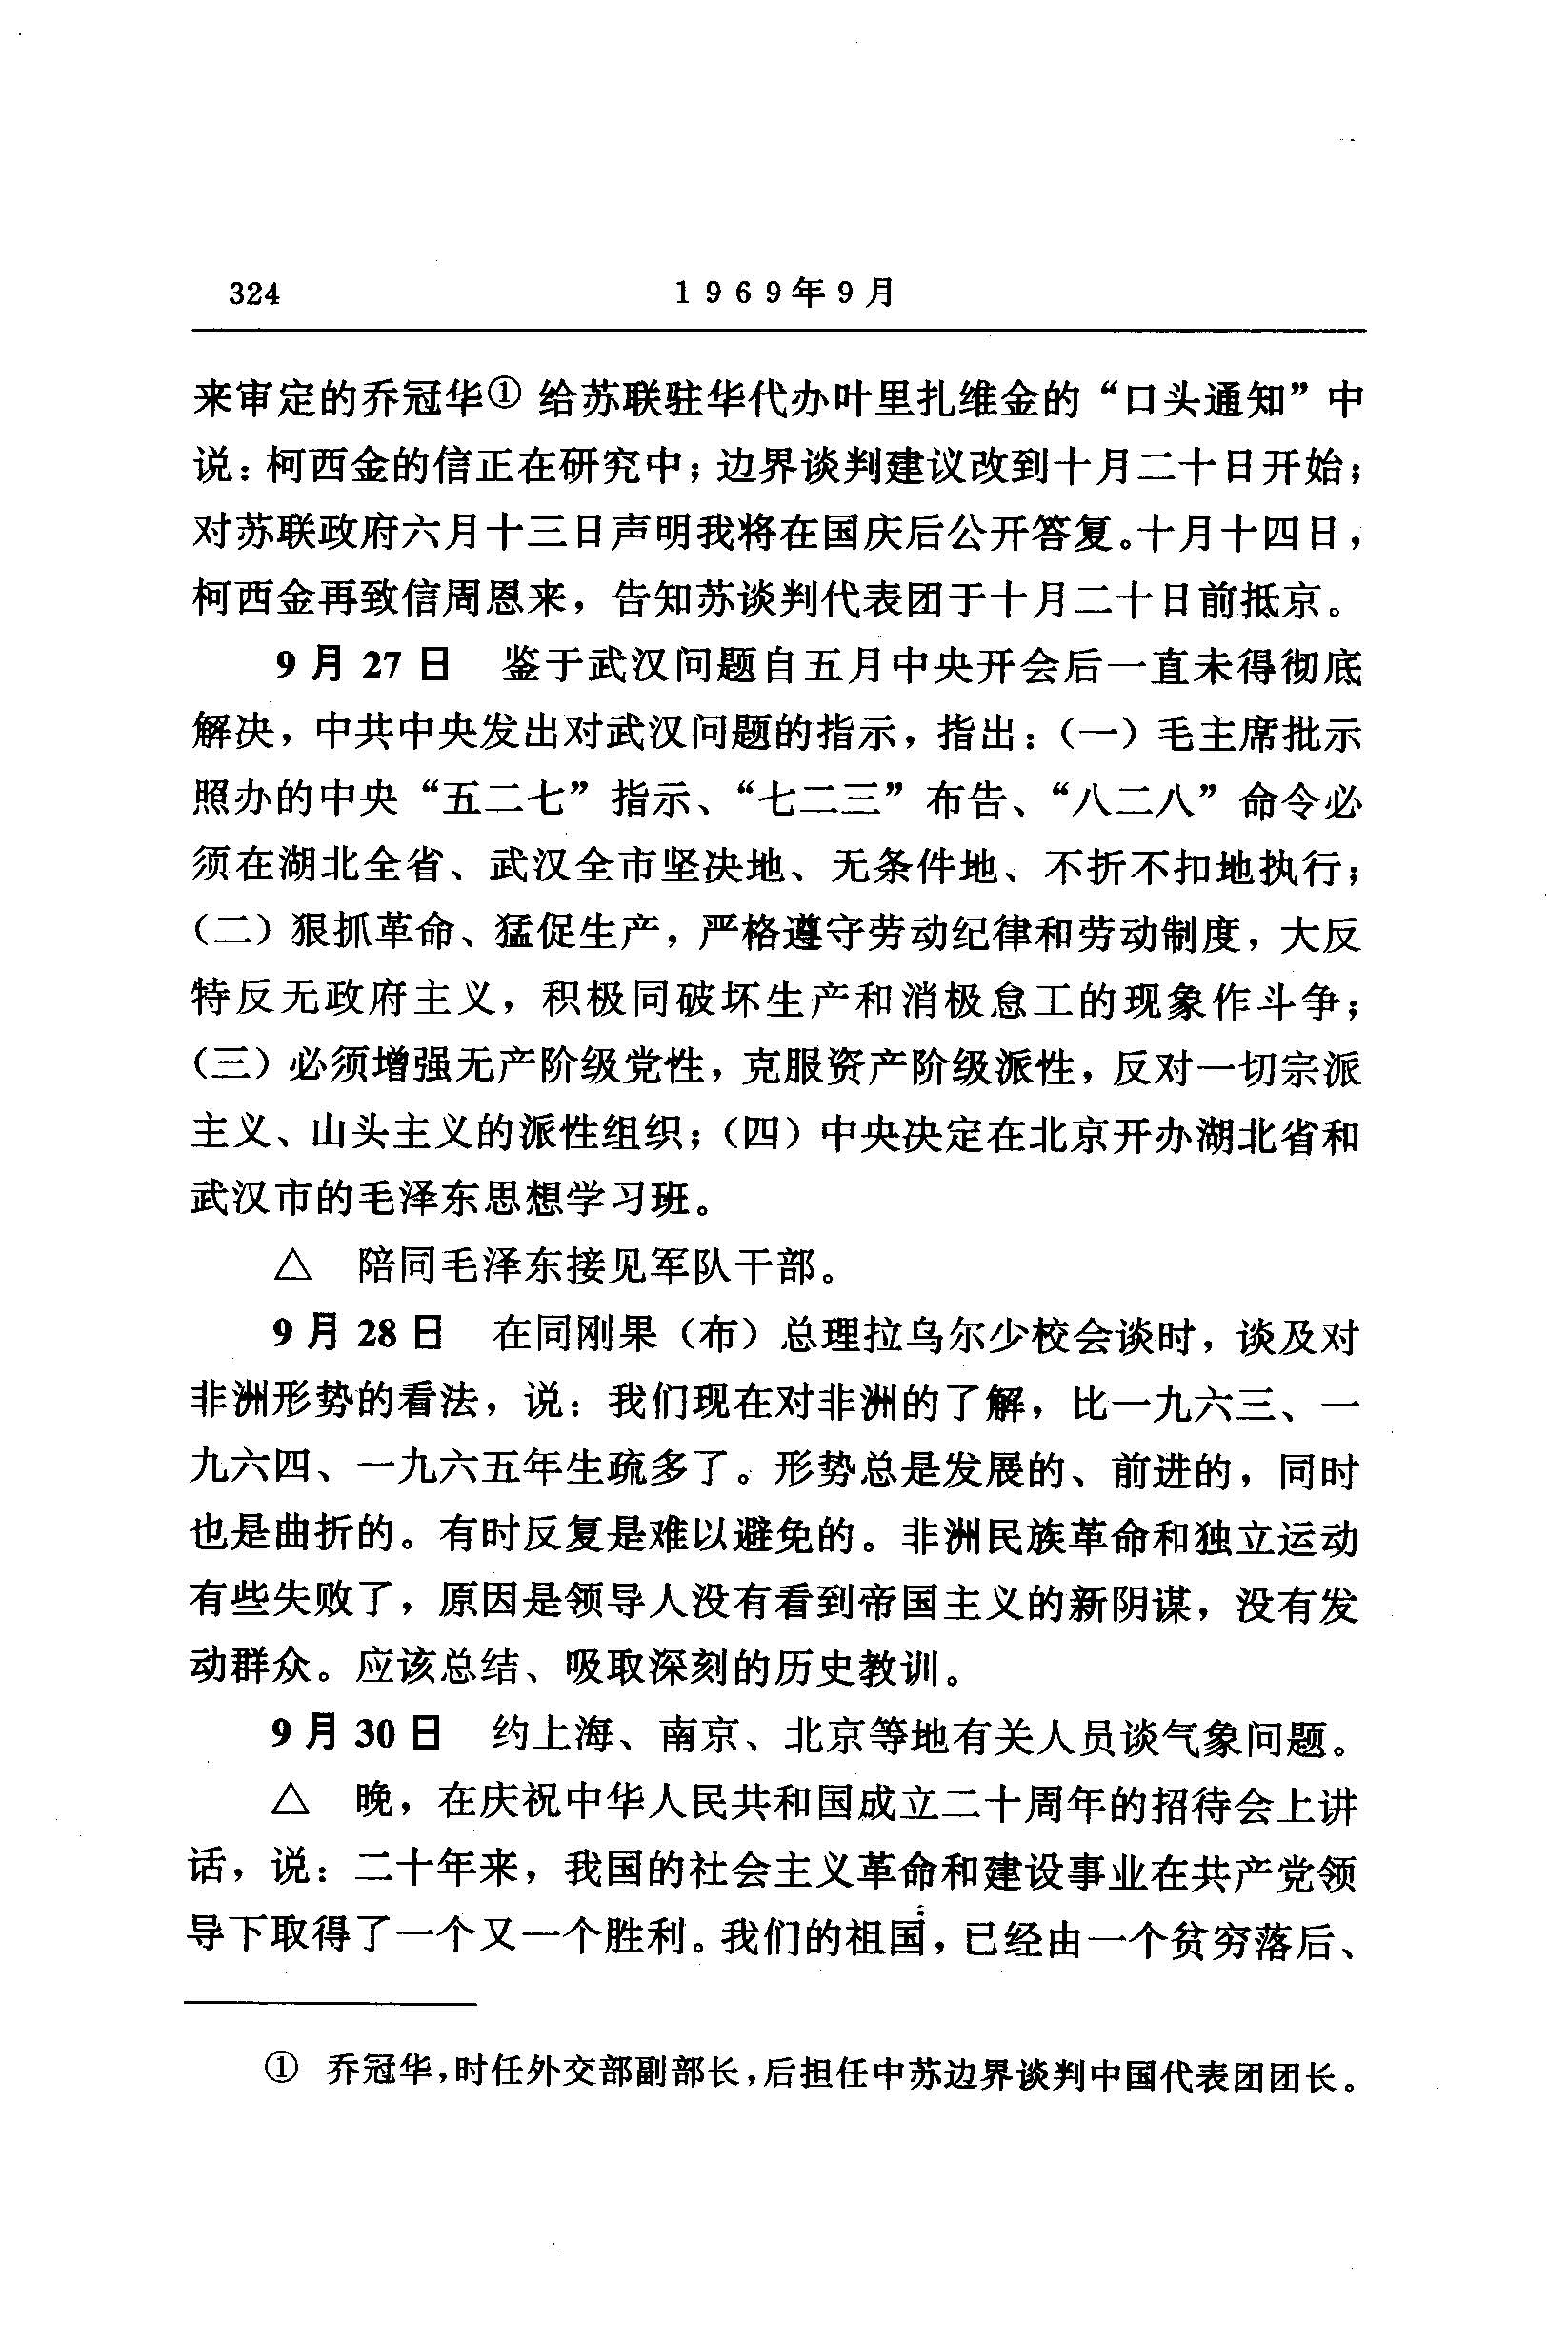 324 1969年9月
来审定的乔冠华①给苏联驻华代办叶里扎维金的“口头通知”中
说：柯西金的信正在研究中；边界谈判建议改到十月二十日开始；
对苏联政府六月十三日声明我将在国庆后公开答复。十月十四日，
柯西金再致信周恩来，告知苏谈判代表团于十月二十日前抵京。
9月27日 鉴于武汉问题自五月中央开会后一直未得彻底
解决，中共中央发出对武汉问题的指示，指出：（一）毛主席批示
照办的中央“五二七”指示、“七二三”布告、“八二八”命令必
须在湖北全省、武汉全市坚决地、无条件地、不折不扣地执行；
（二）狠抓革命、猛促生产，严格遵守劳动纪律和劳动制度，大反
特反无政府主义，积极同破坏生产和消极怠工的现象作斗争；
（三）必须增强无产阶级党性，克服资产阶级派性，反对一切宗派
主义、山头主义的派性组织；（四）中央决定在北京开办湖北省和
武汉市的毛泽东思想学习班。
△ 陪同毛泽东接见军队干部。
9月28日 在同刚果（布）总理拉乌尔少校会谈时，谈及对
非洲形势的看法，说：我们现在对非洲的了解，比一九六三、一
九六四、一九六五年生疏多了。形势总是发展的、前进的，同时
也是曲折的。有时反复是难以避免的。非洲民族革命和独立运动
有些失败了，原因是领导人没有看到帝国主义的新阴谋，没有发
动群众。应该总结、吸取深刻的历史教训。
9月30日 约上海、南京、北京等地有关人员谈气象问题。
△ 晚，在庆祝中华人民共和国成立二十周年的招待会上讲
话，说：二十年来，我国的社会主义革命和建设事业在共产党领
导下取得了一个又一个胜利。我们的祖国，已经由一个贫穷落后、
① 乔冠华，时任外交部副部长，后担任中苏边界谈判中国代表团团长。